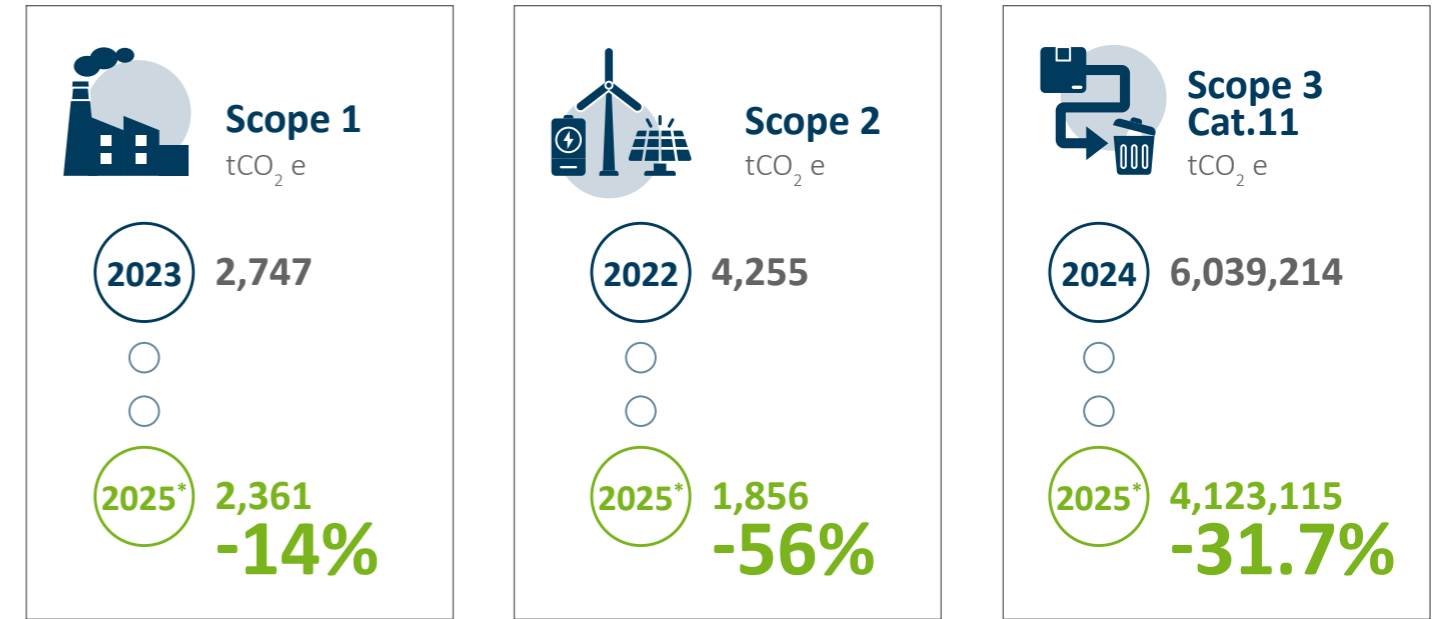 Scope 1
tCO₂ e
2023 2,747
2025* 2,361
-14%
Scope 2
tCO₂ e
2022 4,255
2025* 1,856
-56%
Scope 3
Cat.11
tCO₂ e
2024 6,039,214
2025* 4,123,115
-31.7%